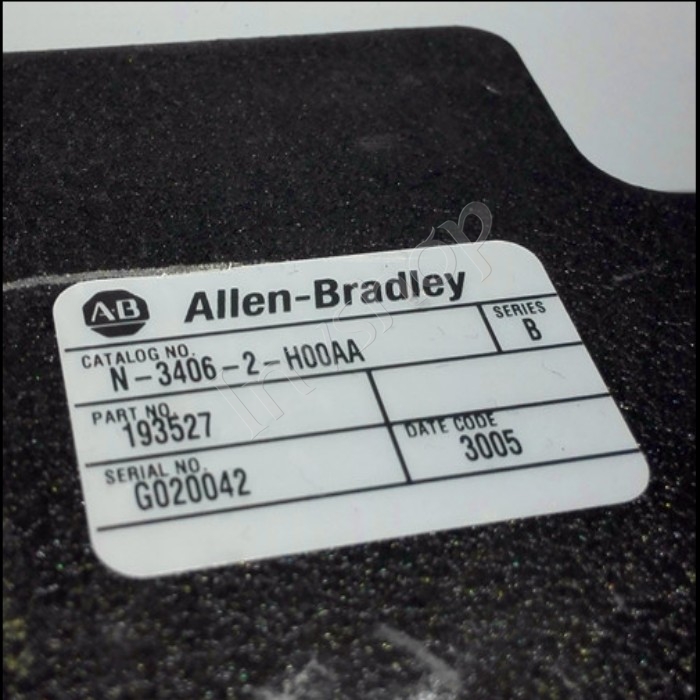 AB Allen-Bradley
CATALOG NO. SERIES
N-3406-2-H00AA B
PART NO.
193527
DATE CODE
3005
SERIAL NO.
G020042